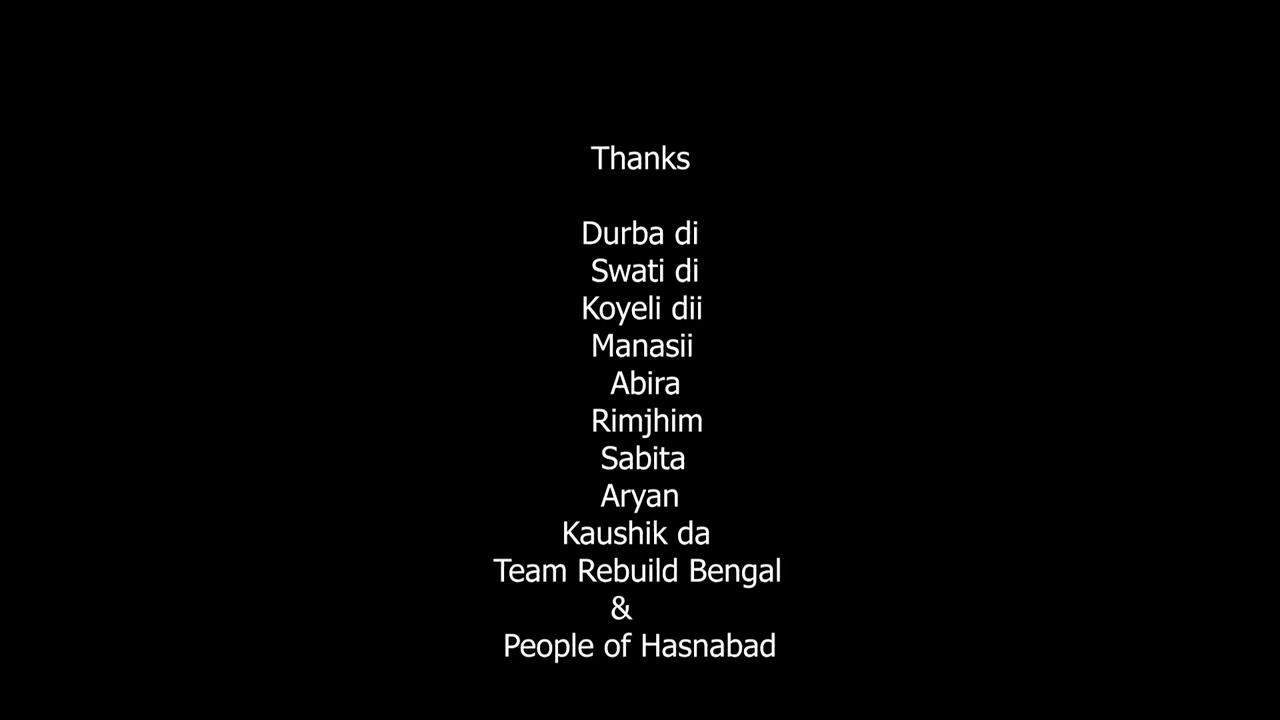 Thanks
Durba di
Swati di
Koyeli dii
Manasii
Abira
Rimjhim
Sabita
Aryan
Kaushik da
Team Rebuild Bengal
&
People of Hasnabad